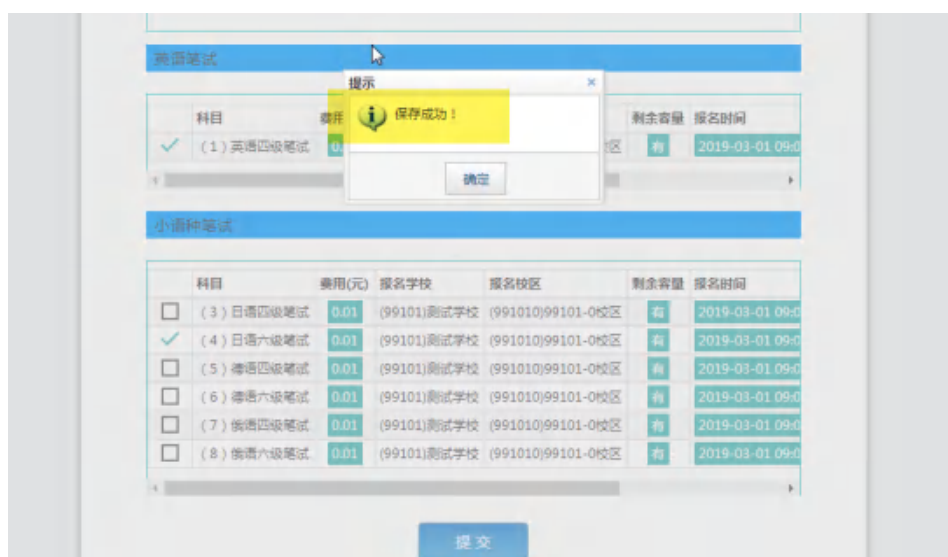 英语笔试
提示 ×
i 保存成功！
确定
科目 费用 剩余容量 报名时间
(1)英语四级笔试 0. 校区 有 2019-03-01 09:0
小语种笔试
科目 费用(元) 报名学校 报名校区 剩余容量 报名时间
(3)日语四级笔试 0.01 (99101)测试学校 (991010)99101-0校区 有 2019-03-01 09:0
(4)日语六级笔试 0.01 (99101)测试学校 (991010)99101-0校区 有 2019-03-01 09:0
(5)德语四级笔试 0.01 (99101)测试学校 (991010)99101-0校区 有 2019-03-01 09:0
(6)德语六级笔试 0.01 (99101)测试学校 (991010)99101-0校区 有 2019-03-01 09:0
(7)俄语四级笔试 0.01 (99101)测试学校 (991010)99101-0校区 有 2019-03-01 09:0
(8)俄语六级笔试 0.01 (99101)测试学校 (991010)99101-0校区 有 2019-03-01 09:0
提交